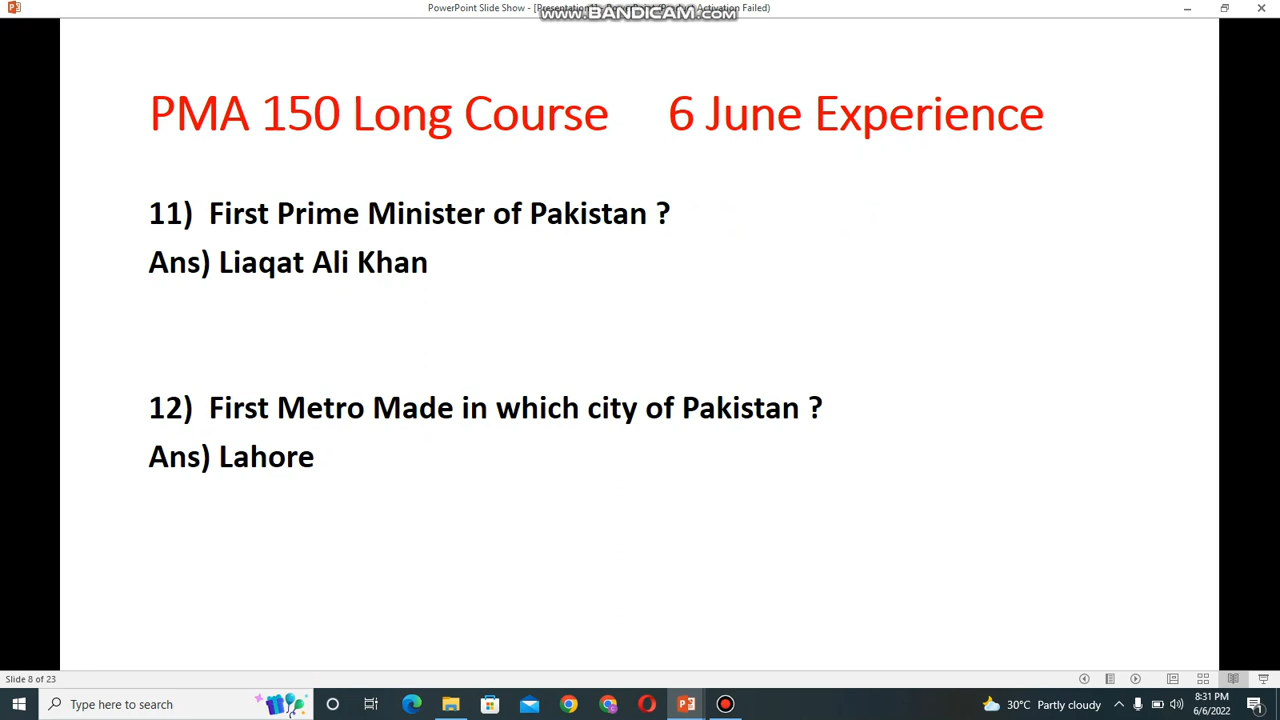 PowerPoint Slide Show - [Presentation1] - PowerPoint (Product Activation Failed)
www.BANDICAM.com
PMA 150 Long Course 6 June Experience
11) First Prime Minister of Pakistan ?
Ans) Liaqat Ali Khan
12) First Metro Made in which city of Pakistan ?
Ans) Lahore
Slide 8 of 23
Type here to search
30°C Partly cloudy
8:31 PM
6/6/2022